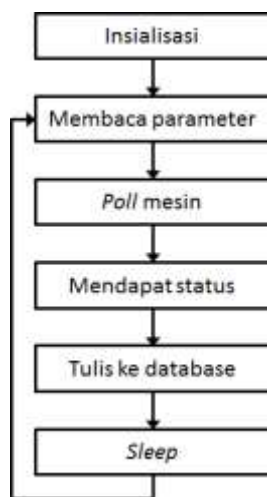 Insialisasi
Membaca parameter
Poll mesin
Mendapat status
Tulis ke database
Sleep